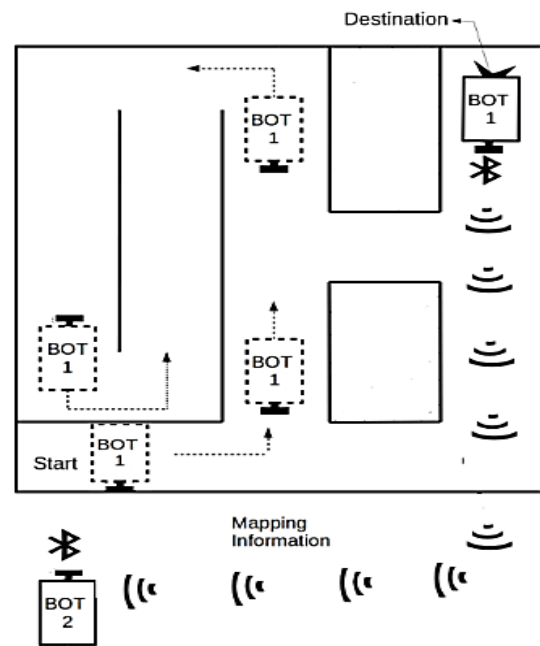 Destination
BOT
1
BOT
1
BOT
1
BOT
1
Start
BOT
1
Mapping
Information
BOT
2